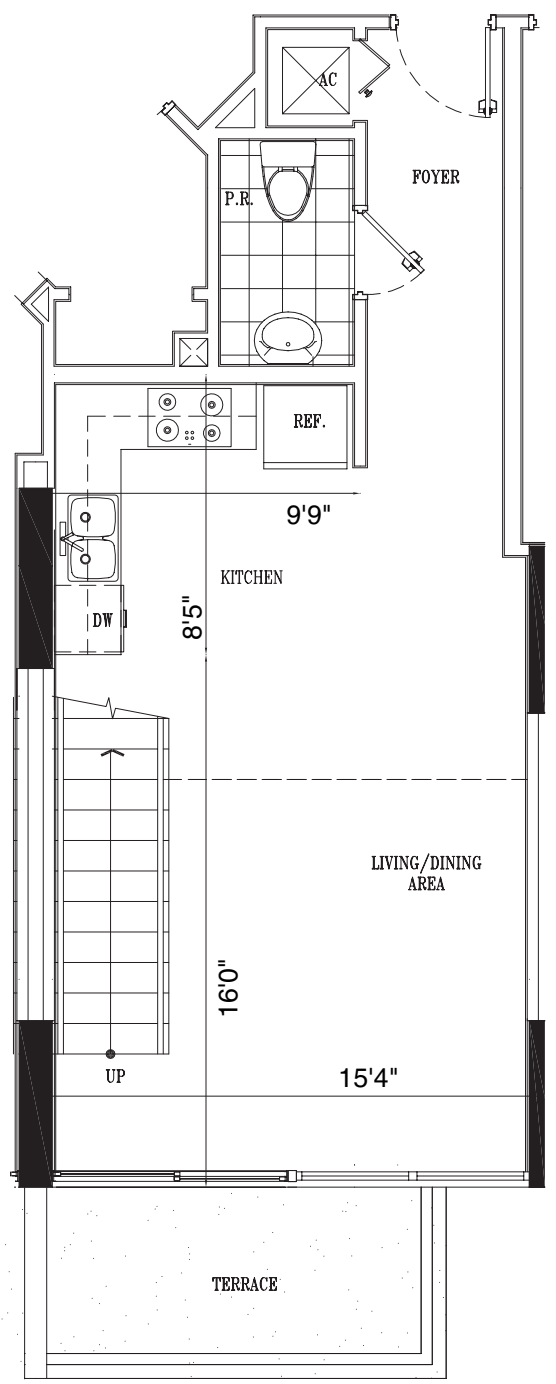 AC
FOYER
P.R.
REF.
9'9"
KITCHEN
8'5"
DW
LIVING/DINING
AREA
16'0"
UP
15'4"
TERRACE